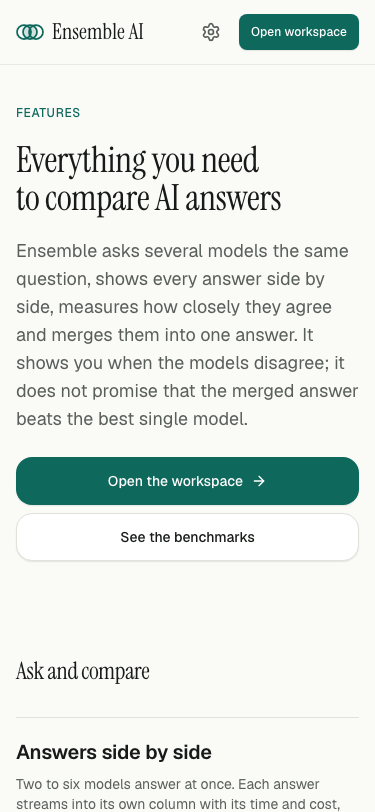 Ensemble AI
Open workspace
FEATURES
Everything you need
to compare AI answers
Ensemble asks several models the same
question, shows every answer side by
side, measures how closely they agree
and merges them into one answer. It
shows you when the models disagree; it
does not promise that the merged answer
beats the best single model.
Open the workspace
See the benchmarks
Ask and compare
Answers side by side
Two to six models answer at once. Each answer
streams into its own column with its time and cost,